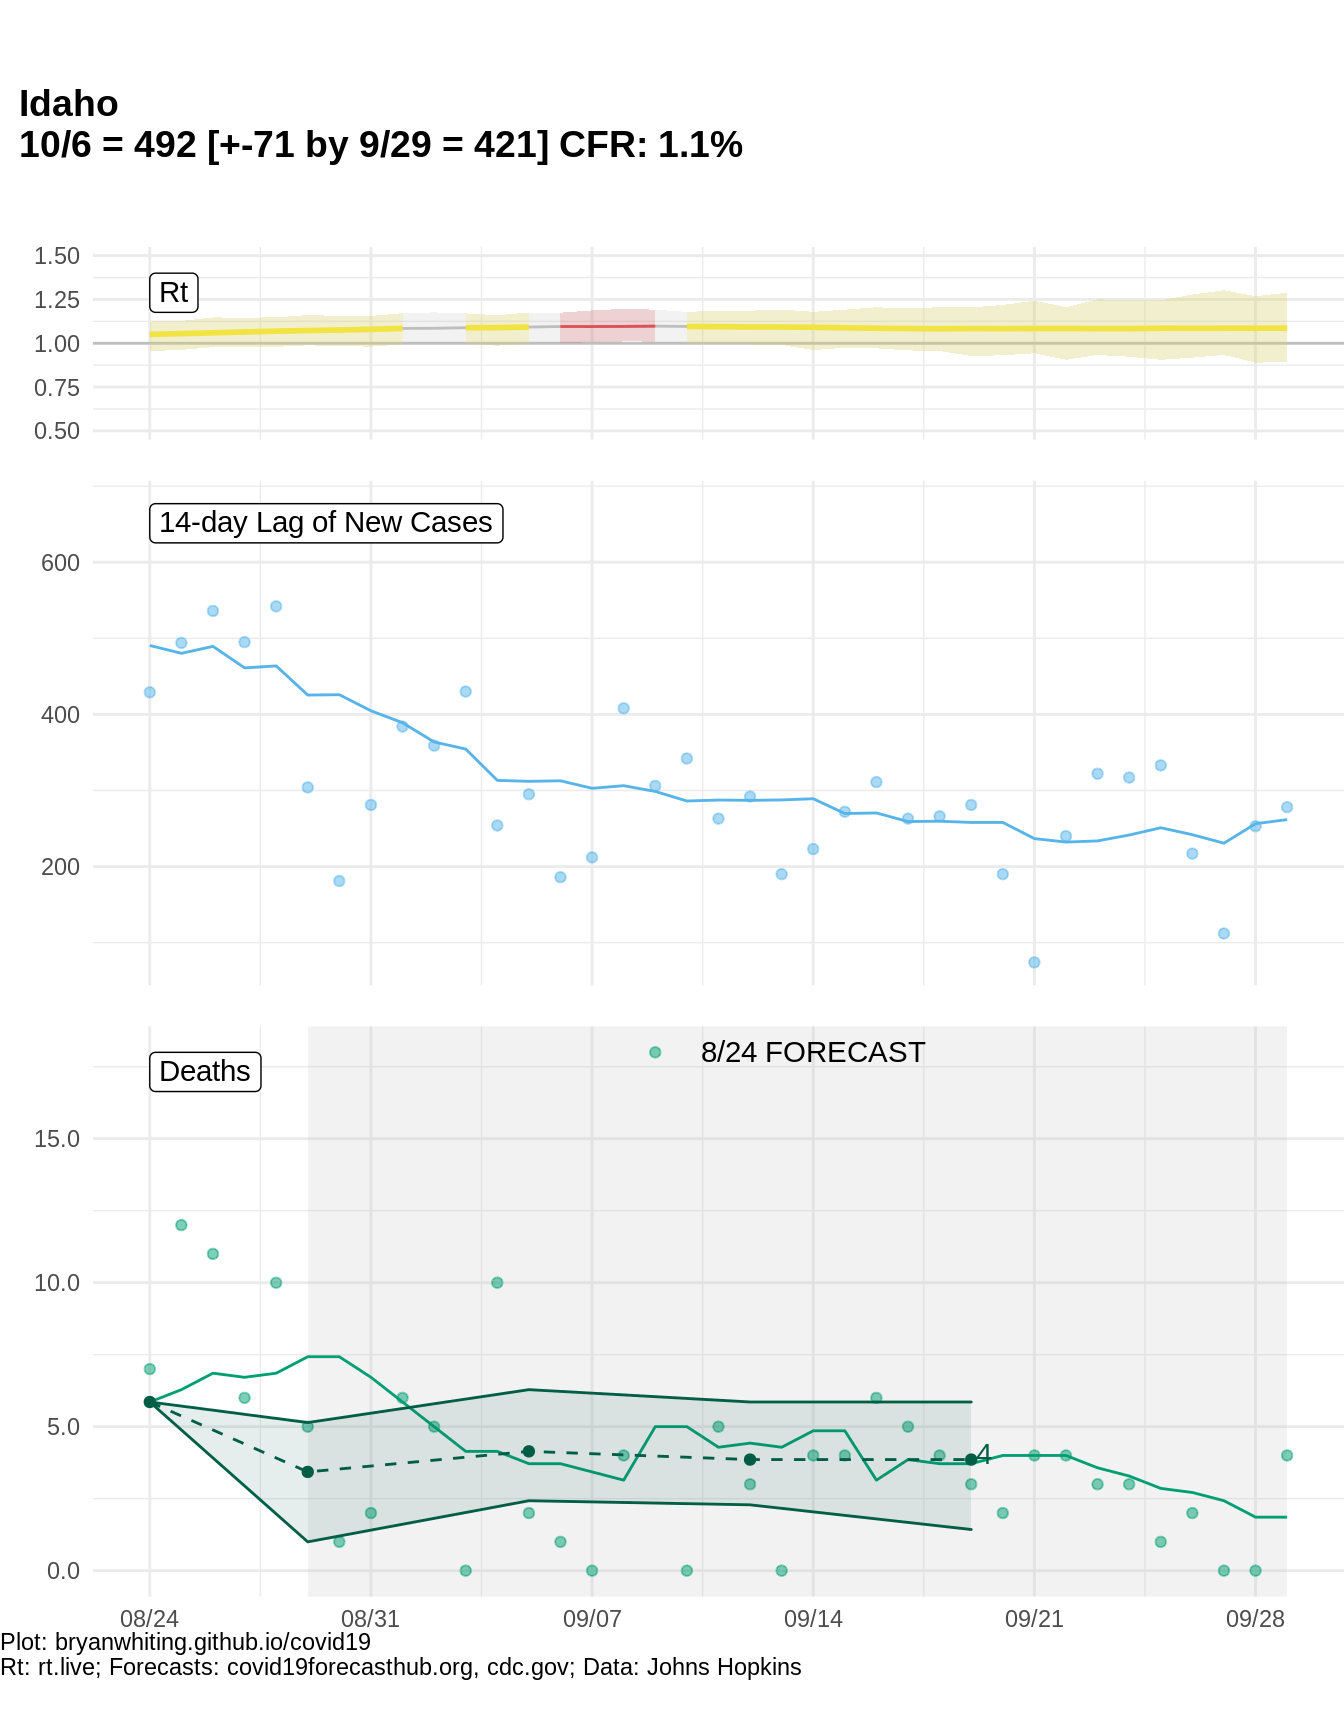 Idaho
10/6 = 492 [+-71 by 9/29 = 421] CFR: 1.1%
1.50
Rt
1.25
1.00
0.75
0.50
14-day Lag of New Cases
600
400
200
8/24 FORECAST
Deaths
15.0
10.0
5.0
4
0.0
08/24 08/31 09/07 09/14 09/21 09/28
Plot: bryanwhiting.github.io/covid19
Rt: rt.live; Forecasts: covid19forecasthub.org, cdc.gov; Data: Johns Hopkins